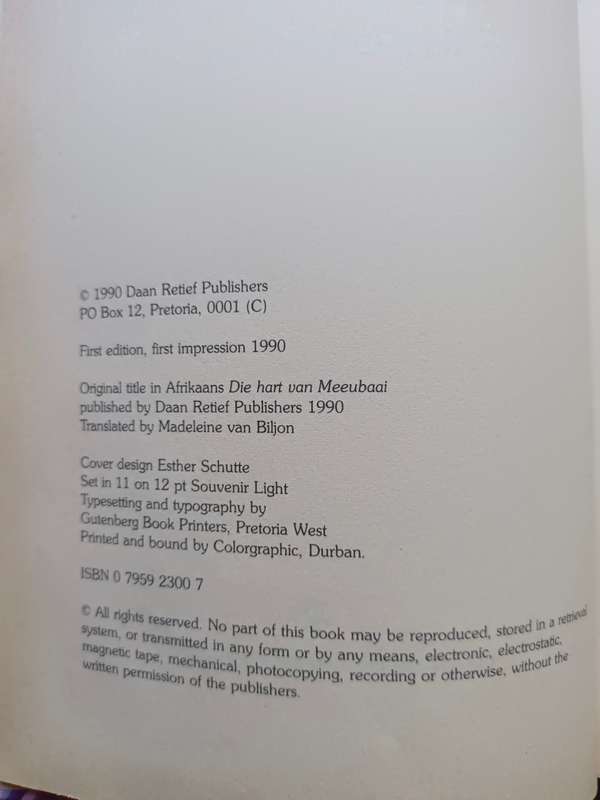 © 1990 Daan Retief Publishers
PO Box 12, Pretoria, 0001 (C)
First edition, first impression 1990
Original title in Afrikaans Die hart van Meeubaai
published by Daan Retief Publishers 1990
Translated by Madeleine van Biljon
Cover design Esther Schutte
Set in 11 on 12 pt Souvenir Light
Typesetting and typography by
Gutenberg Book Printers, Pretoria West
Printed and bound by Colorgraphic, Durban.
ISBN 0 7959 2300 7
© All rights reserved. No part of this book may be reproduced, stored in a retrieval
system, or transmitted in any form or by any means, electronic, electrostatic,
magnetic tape, mechanical, photocopying, recording or otherwise, without the
written permission of the publishers.